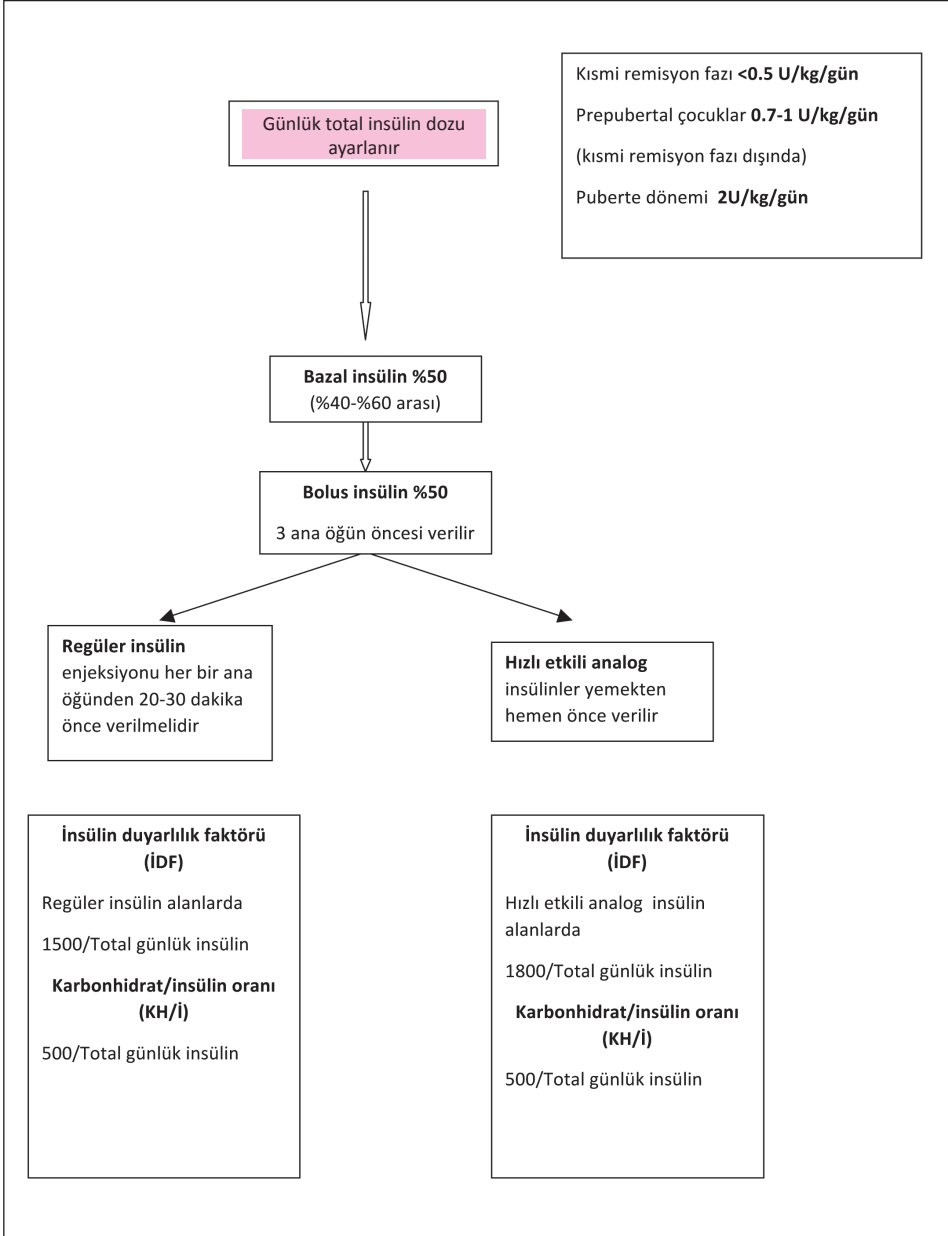 Günlük total insülin dozu
ayarlanır
Kısmi remisyon fazı <0.5 U/kg/gün
Prepubertal çocuklar 0.7-1 U/kg/gün
(kısmi remisyon fazı dışında)
Puberte dönemi  2U/kg/gün
Bazal insülin %50
(%40-%60 arası)
Bolus insülin %50
3 ana öğün öncesi verilir
Regüler insülin
enjeksiyonu her bir ana
öğünden 20-30 dakika
önce verilmelidir
Hızlı etkili analog
insülinler yemekten
hemen önce verilir
İnsülin duyarlılık faktörü
(İDF)
Regüler insülin alanlarda
1500/Total günlük insülin
Karbonhidrat/insülin oranı
(KH/İ)
500/Total günlük insülin
İnsülin duyarlılık faktörü
(İDF)
Hızlı etkili analog  insülin
alanlarda
1800/Total günlük insülin
Karbonhidrat/insülin oranı
(KH/İ)
500/Total günlük insülin